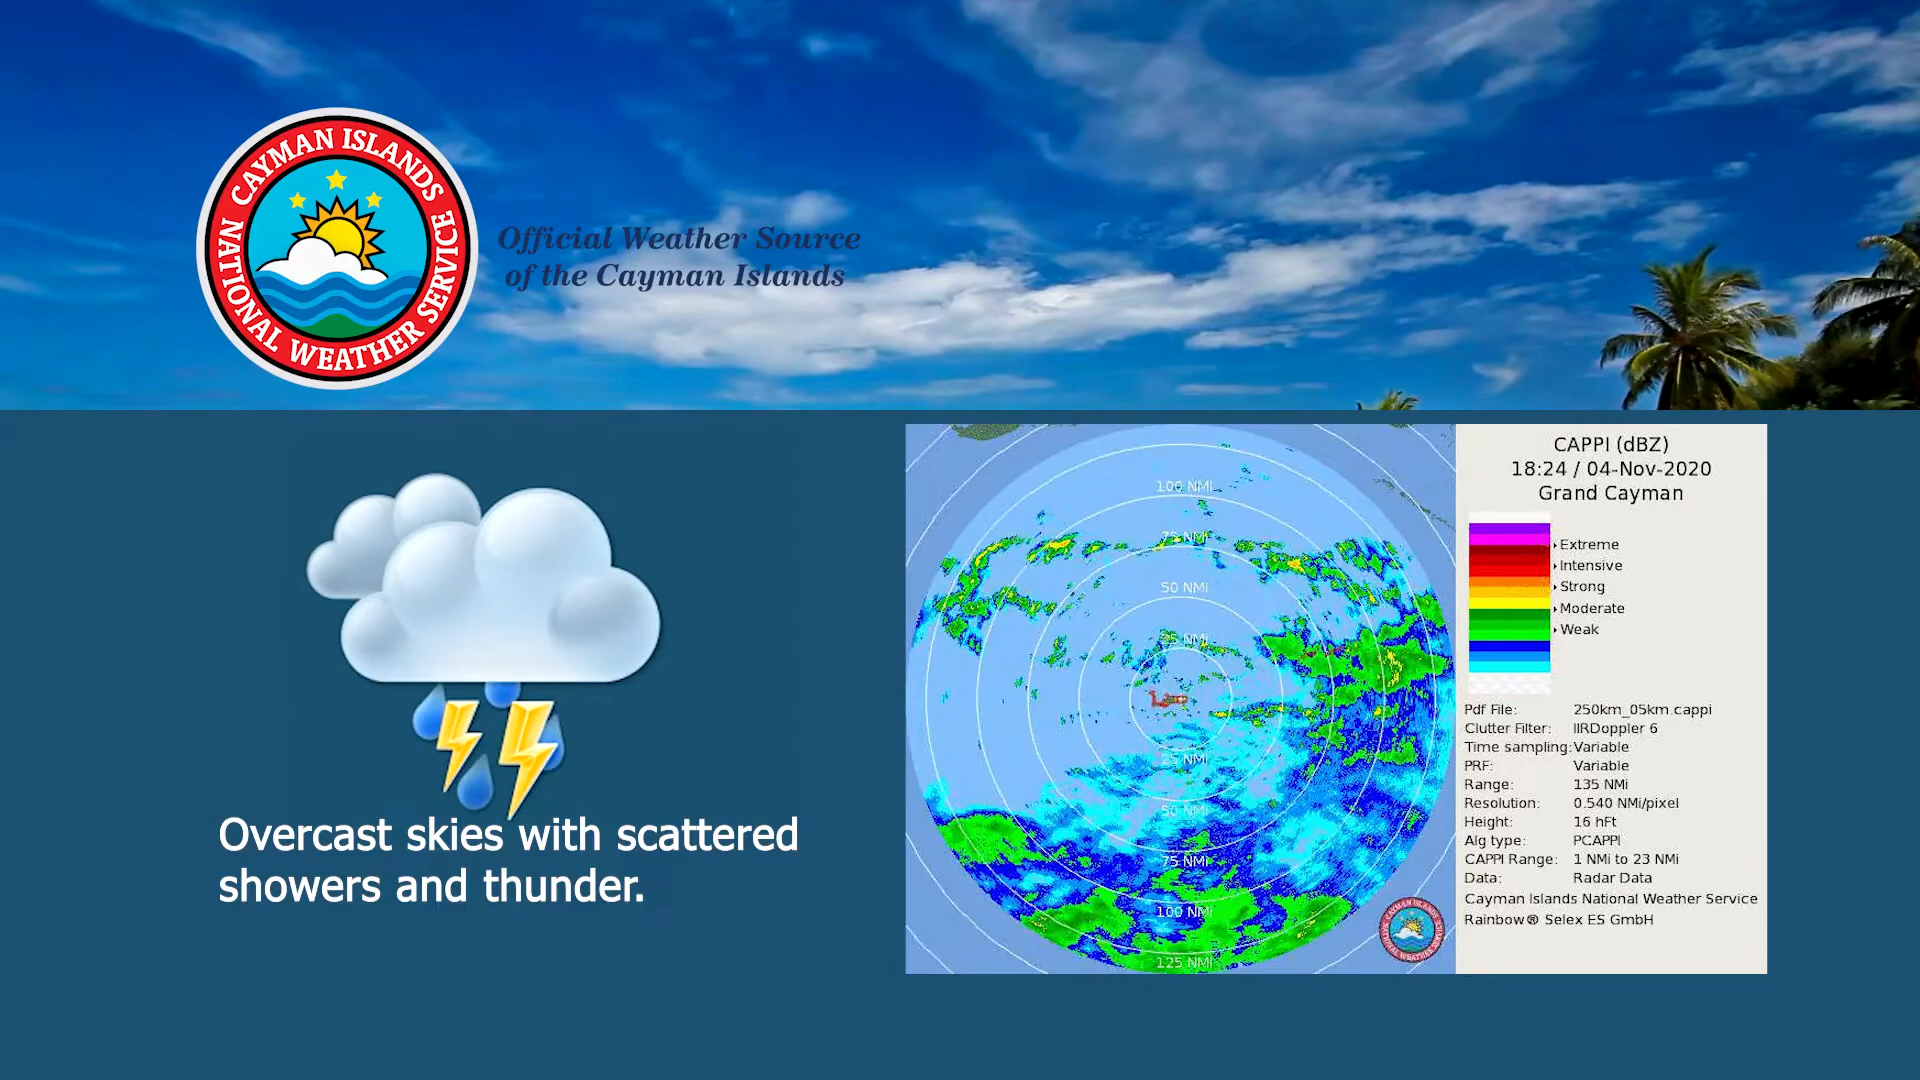 CAYMAN ISLANDS
NATIONAL WEATHER SERVICE
Official Weather Source
of the Cayman Islands
Overcast skies with scattered
showers and thunder.
100 NMi
75 NMi
50 NMi
25 NMi
25 NMi
50 NMi
75 NMi
100 NMi
125 NMi
CAYMAN ISLANDS
NATIONAL WEATHER SERVICE
CAPPI (dBZ)
18:24 / 04-Nov-2020
Grand Cayman
Extreme
Intensive
Strong
Moderate
Weak
Pdf File: 250km_05km.cappi
Clutter Filter: IIRDoppler 6
Time sampling: Variable
PRF: Variable
Range: 135 NMi
Resolution: 0.540 NMi/pixel
Height: 16 hFt
Alg type: PCAPPI
CAPPI Range: 1 NMi to 23 NMi
Data: Radar Data
Cayman Islands National Weather Service
Rainbow® Selex ES GmbH